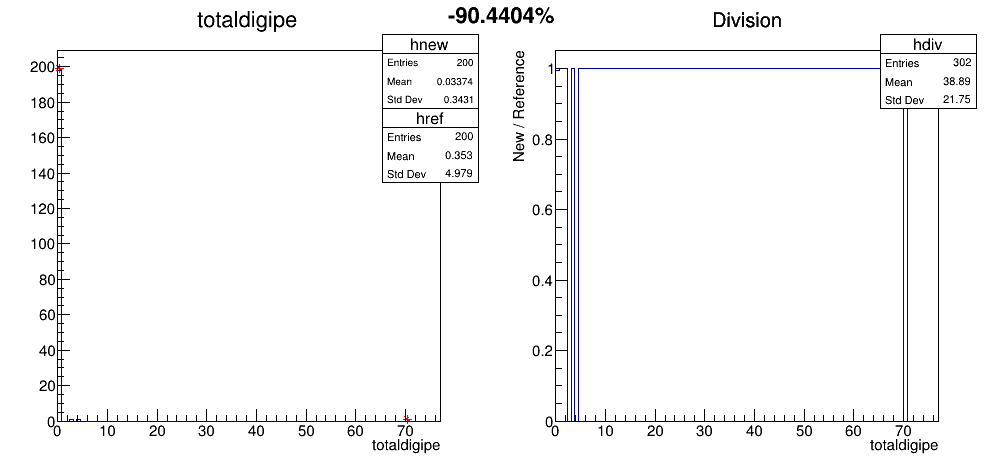 -90.4404%
totaldigipe
hnew
Entries 200
Mean 0.03374
Std Dev 0.3431
href
Entries 200
Mean 0.353
Std Dev 4.979
200
180
160
140
120
100
80
60
40
20
0
0 10 20 30 40 50 60 70
totaldigipe
Division
hdiv
Entries 302
Mean 38.89
Std Dev 21.75
New / Reference
1
0.8
0.6
0.4
0.2
0
0 10 20 30 40 50 60 70
totaldigipe